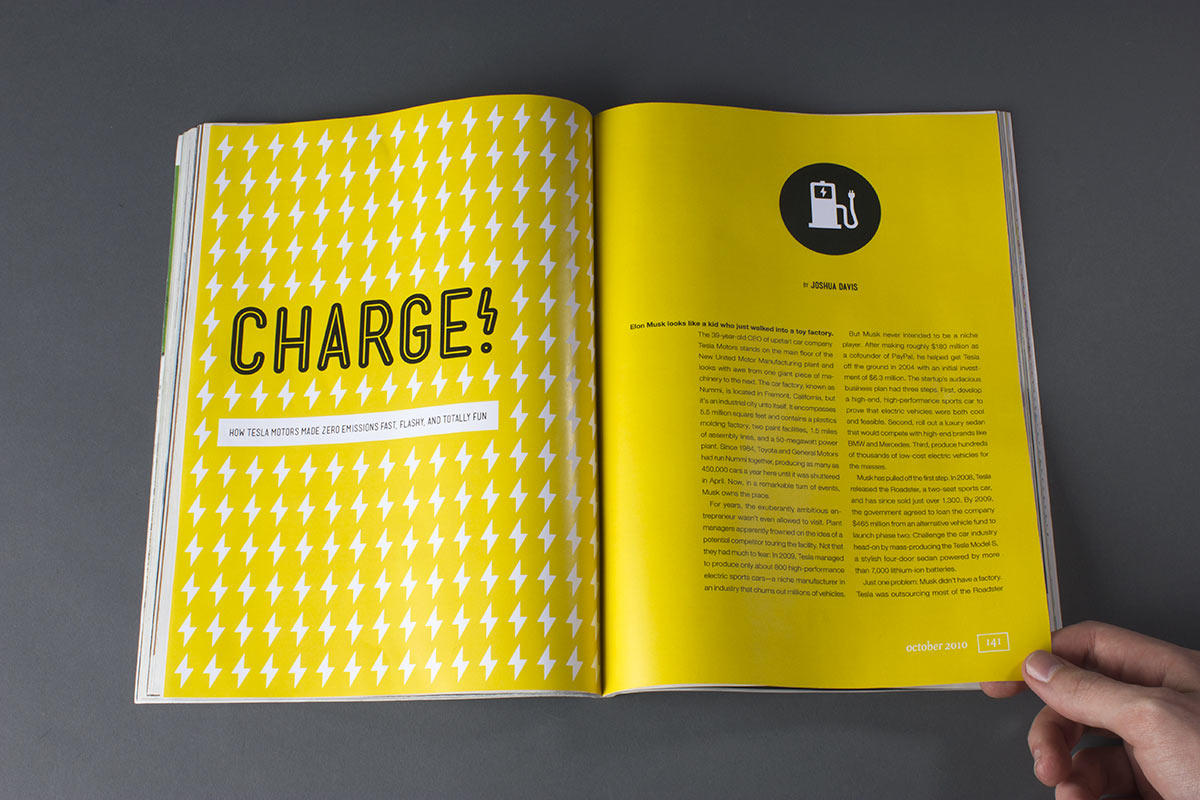 CHARGE!
HOW TESLA MOTORS MADE ZERO EMISSIONS FAST, FLASHY, AND TOTALLY FUN
BY JOSHUA DAVIS
Elon Musk looks like a kid who just walked into a toy factory.
The 39-year-old CEO of upstart car company
Tesla Motors stands on the main floor of the
New United Motor Manufacturing plant and
looks with awe from one giant piece of ma-
chinery to the next. The car factory, known as
Nummi, is located in Fremont, California, but
it's an industrial city unto itself. It encompasses
5.5 million square feet and contains a plastics
molding factory, two paint facilities, 1.5 miles
of assembly lines, and a 50-megawatt power
plant. Since 1984, Toyota and General Motors
had run Nummi together, producing as many as
450,000 cars a year here until it was shuttered
in April. Now, in a remarkable turn of events,
Musk owns the place.
For years, the exuberantly ambitious en-
trepreneur wasn't even allowed to visit. Plant
managers apparently frowned on the idea of a
potential competitor touring the facility. Not that
they had much to fear: In 2009, Tesla managed
to produce only about 800 high-performance
electric sports cars—a niche manufacturer in
an industry that churns out millions of vehicles.
But Musk never intended to be a niche
player. After making roughly $180 million as
a cofounder of PayPal, he helped get Tesla
off the ground in 2004 with an initial invest-
ment of $6.3 million. The startup's audacious
business plan had three steps. First, develop
a high-end, high-performance sports car to
prove that electric vehicles were both cool
and feasible. Second, roll out a luxury sedan
that would compete with high-end brands like
BMW and Mercedes. Third, produce hundreds
of thousands of low-cost electric vehicles for
the masses.
Musk has pulled off the first step. In 2008, Tesla
released the Roadster, a two-seat sports car,
and has since sold just over 1,300. By 2009,
the government agreed to loan the company
$465 million from an alternative vehicle fund to
launch phase two: Challenge the car industry
head-on by mass-producing the Tesla Model S,
a stylish four-door sedan powered by more
than 7,000 lithium-ion batteries.
Just one problem: Musk didn't have a factory.
Tesla was outsourcing most of the Roadster
october 2010 141